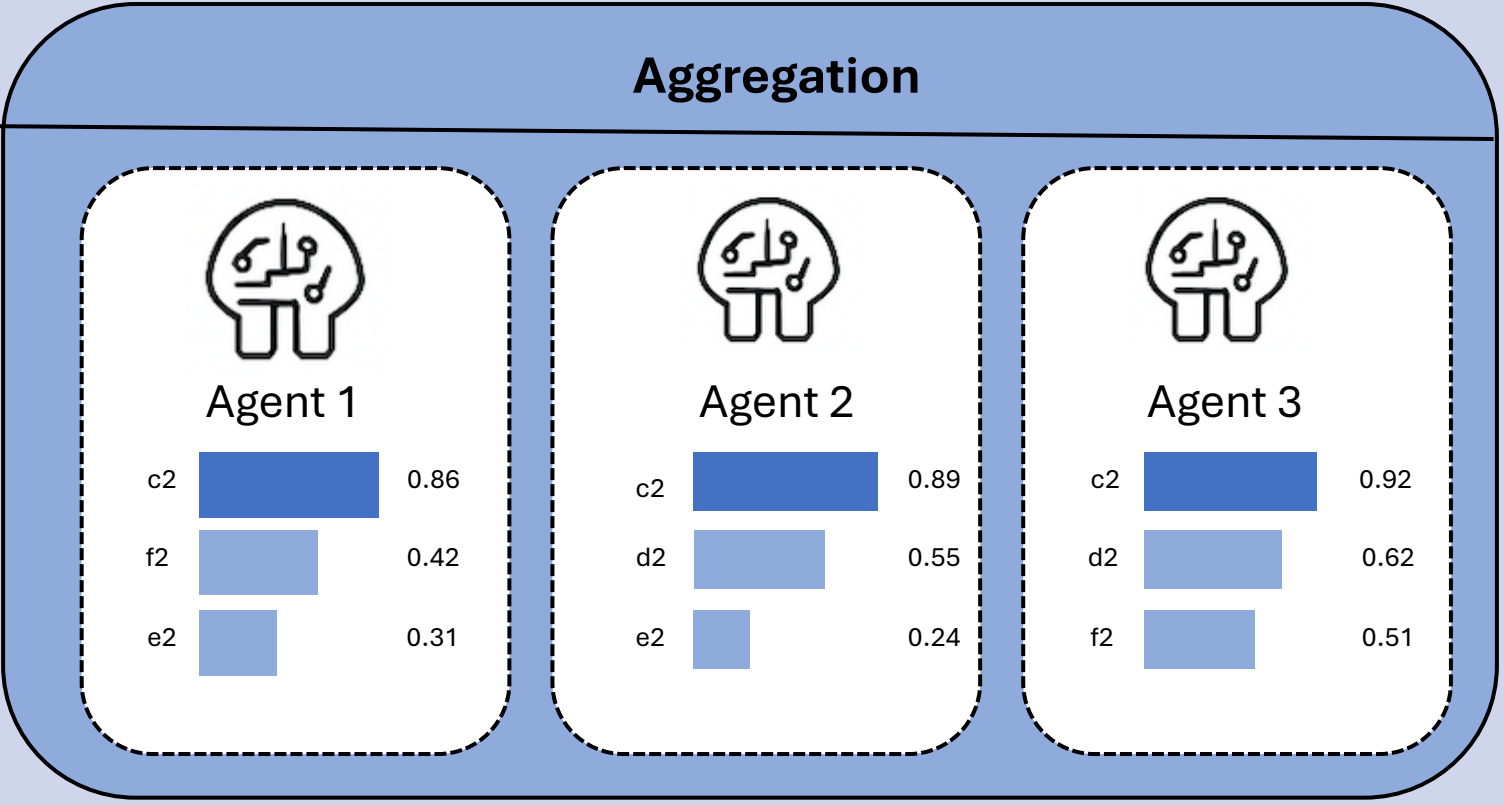 Aggregation
Agent 1
c2 0.86
f2 0.42
e2 0.31
Agent 2
c2 0.89
d2 0.55
e2 0.24
Agent 3
c2 0.92
d2 0.62
f2 0.51